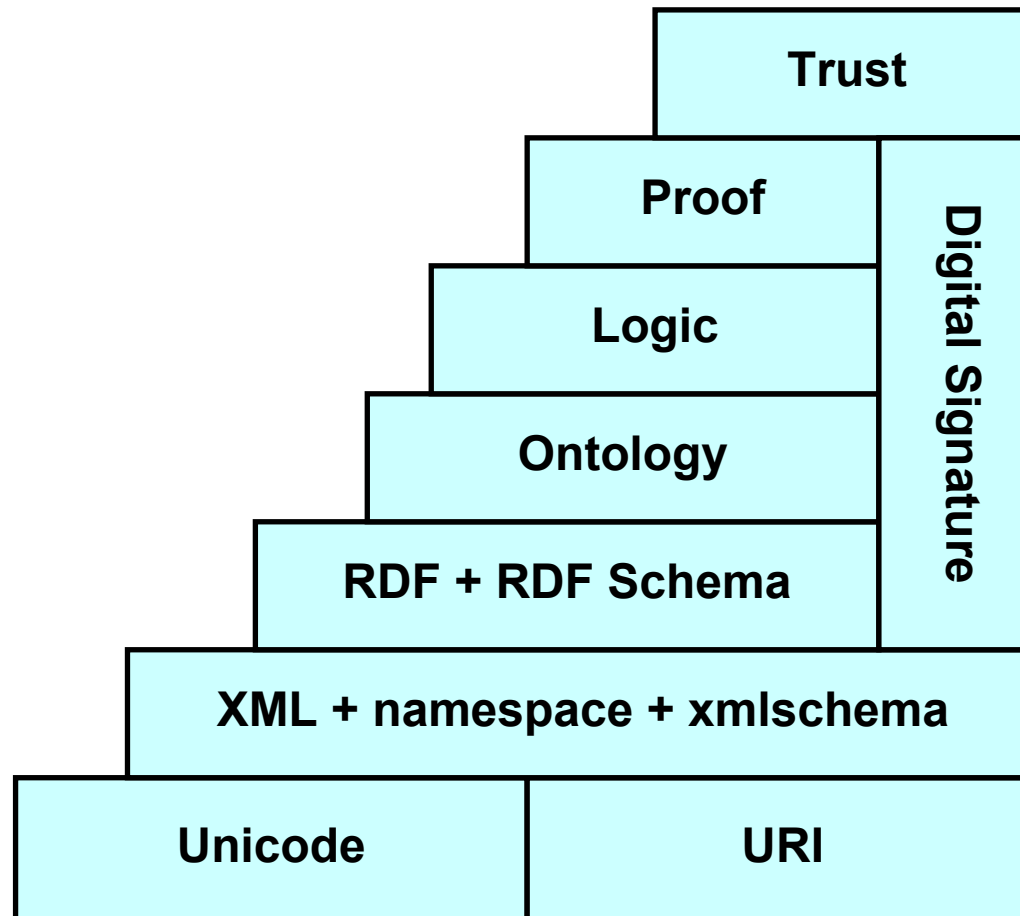 Trust
Proof
Digital Signature
Logic
Ontology
RDF + RDF Schema
XML + namespace + xmlschema
Unicode
URI